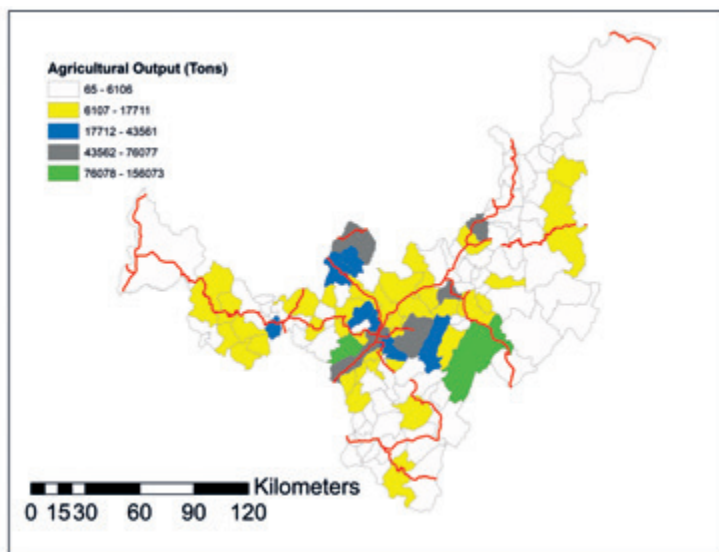 Agricultural Output (Tons)
65 - 6106
6107 - 17711
17712 - 43561
43562 - 76077
76078 - 156073
Kilometers
0 15 30 60 90 120